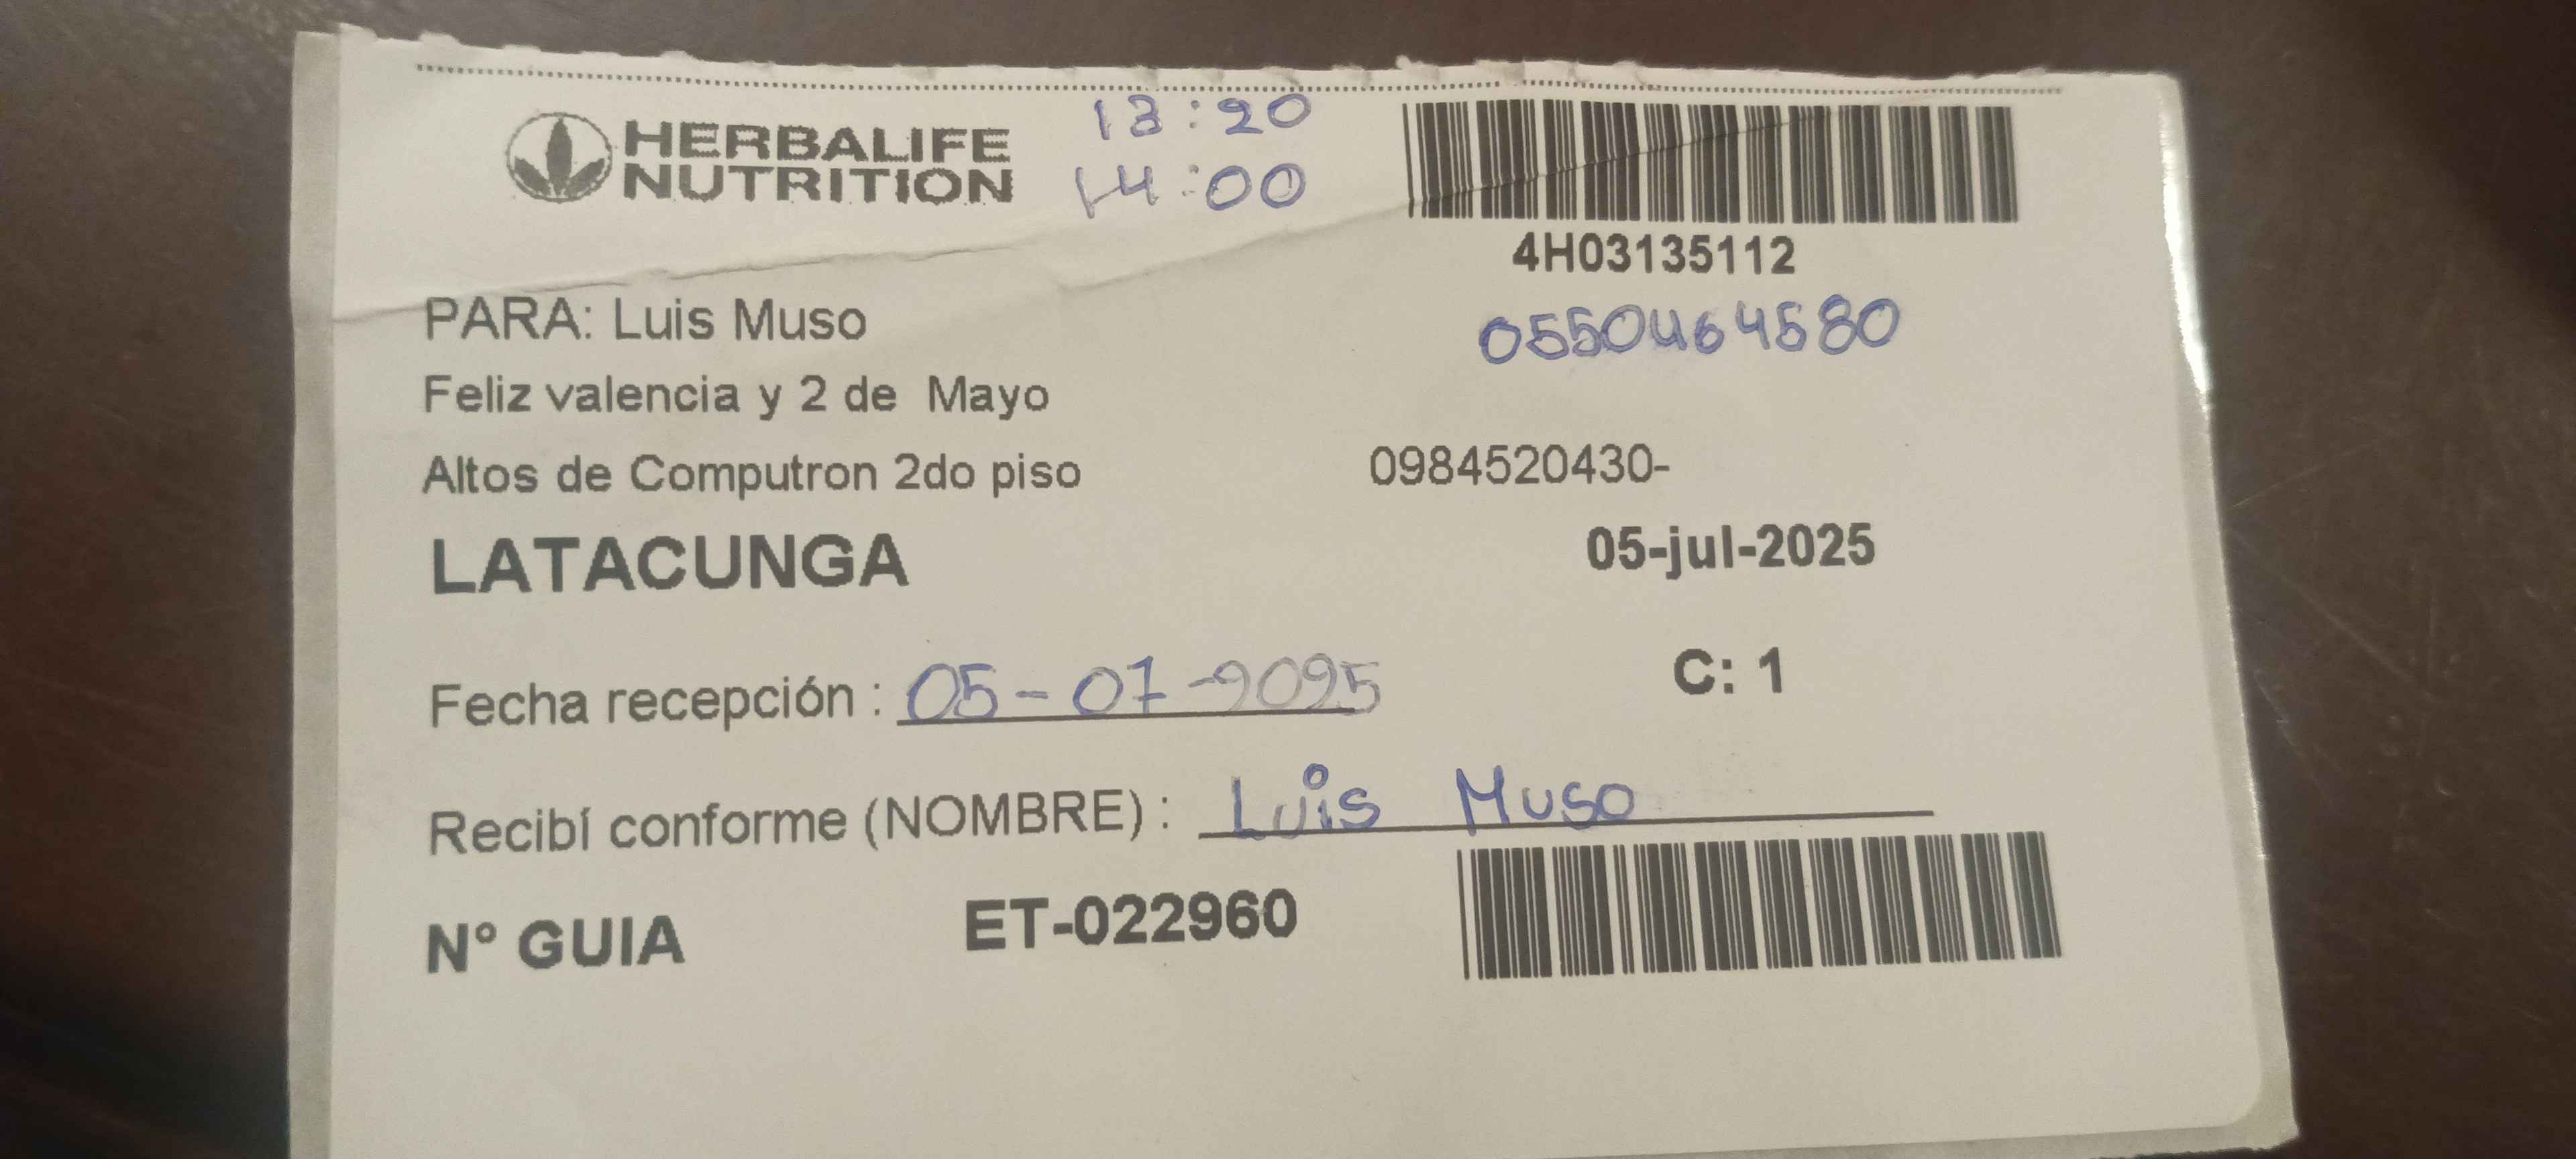 HERBALIFE
NUTRITION
13:20
14:00
4H03135112
PARA: Luis Muso
0550464580
Feliz valencia y 2 de Mayo
Altos de Computron 2do piso
0984520430-
LATACUNGA
05-jul-2025
Fecha recepción : 05-07-2025
C: 1
Recibí conforme (NOMBRE) : Luis Muso
N° GUIA ET-022960